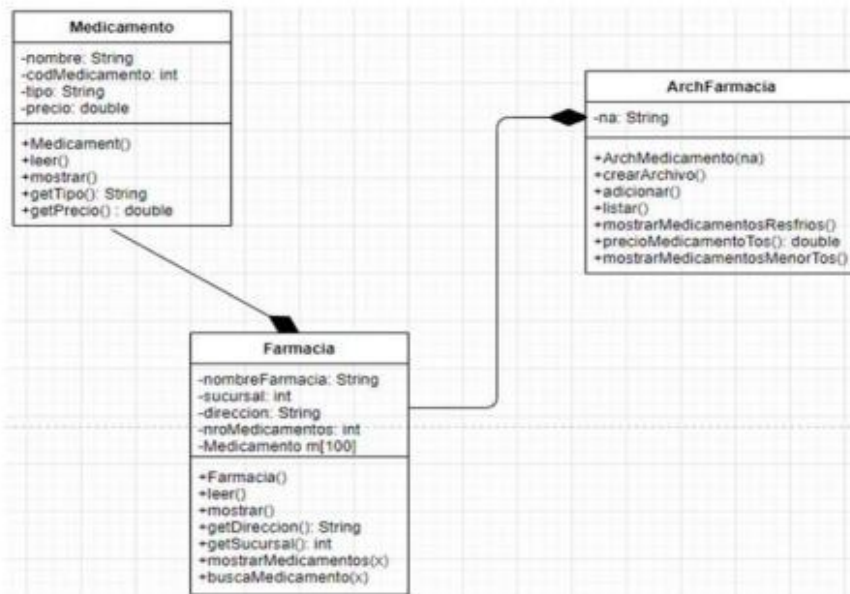 Medicamento
-nombre: String
-codMedicamento: int
-tipo: String
-precio: double
+Medicament()
+leer()
+mostrar()
+getTipo(): String
+getPrecio() : double
ArchFarmacia
-na: String
+ArchMedicamento(na)
+crearArchivo()
+adicionar()
+listar()
+mostrarMedicamentosResfrios()
+precioMedicamentoTos(): double
+mostrarMedicamentosMenorTos()
Farmacia
-nombreFarmacia: String
-sucursal: int
-direccion: String
-nroMedicamentos: int
-Medicamento m[100]
+Farmacia()
+leer()
+mostrar()
+getDireccion(): String
+getSucursal(): int
+mostrarMedicamentos(x)
+buscaMedicamento(x)